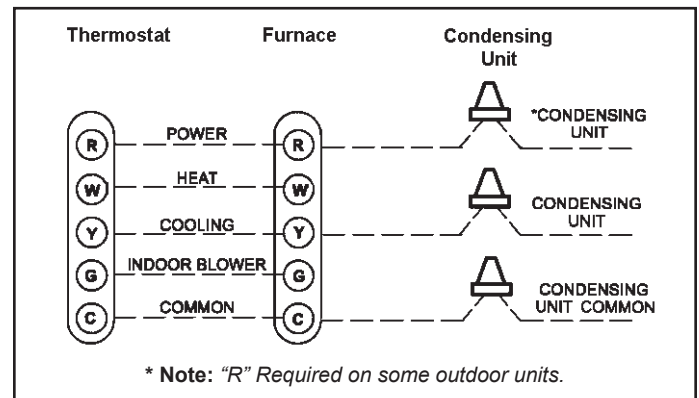 Thermostat Furnace Condensing
Unit
R POWER R *CONDENSING
UNIT
W HEAT W
Y COOLING Y CONDENSING
UNIT
G INDOOR BLOWER G
C COMMON C CONDENSING
UNIT COMMON
* Note: “R” Required on some outdoor units.